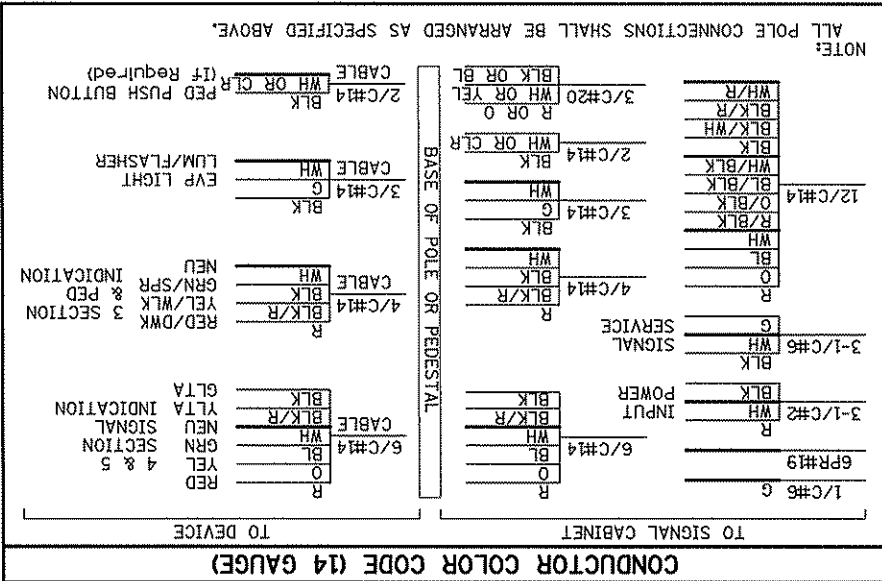 CONDUCTOR COLOR CODE (14 GAUGE)
TO SIGNAL CABINET
TO DEVICE
1/C#6 G
6PR#19
3-1/C#2
R
WH
BLK
INPUT
POWER
3-1/C#6
BLK
WH
G
SIGNAL
SERVICE
12/C#14
R
O
BL
WH
R/BLK
O/BLK
BL/BLK
WH/BLK
BLK
BLK/WH
BLK/R
WH/R
6/C#14
R
O
BL
WH
BLK/R
BLK
4/C#14
R
BLK/R
BLK
WH
3/C#14
BLK
G
WH
2/C#14
BLK
WH OR CLR
3/C#20
R OR O
WH OR YEL
BLK OR BL
BASE OF POLE OR PEDESTAL
6/C#14
CABLE
R RED
O YEL
BL GRN
WH NEU
BLK/R YLTA
BLK GLTA
4 & 5
SECTION
SIGNAL
INDICATION
4/C#14
CABLE
R RED/DWK
BLK/R YEL/WLK
BLK GRN/SPR
WH NEU
3 SECTION
& PED
INDICATION
3/C#14
CABLE
BLK
G
WH
EVP LIGHT
LUM/FLASHER
2/C#14
CABLE
BLK
WH OR CLR
PED PUSH BUTTON
(If Required)
NOTE:
ALL POLE CONNECTIONS SHALL BE ARRANGED AS SPECIFIED ABOVE.